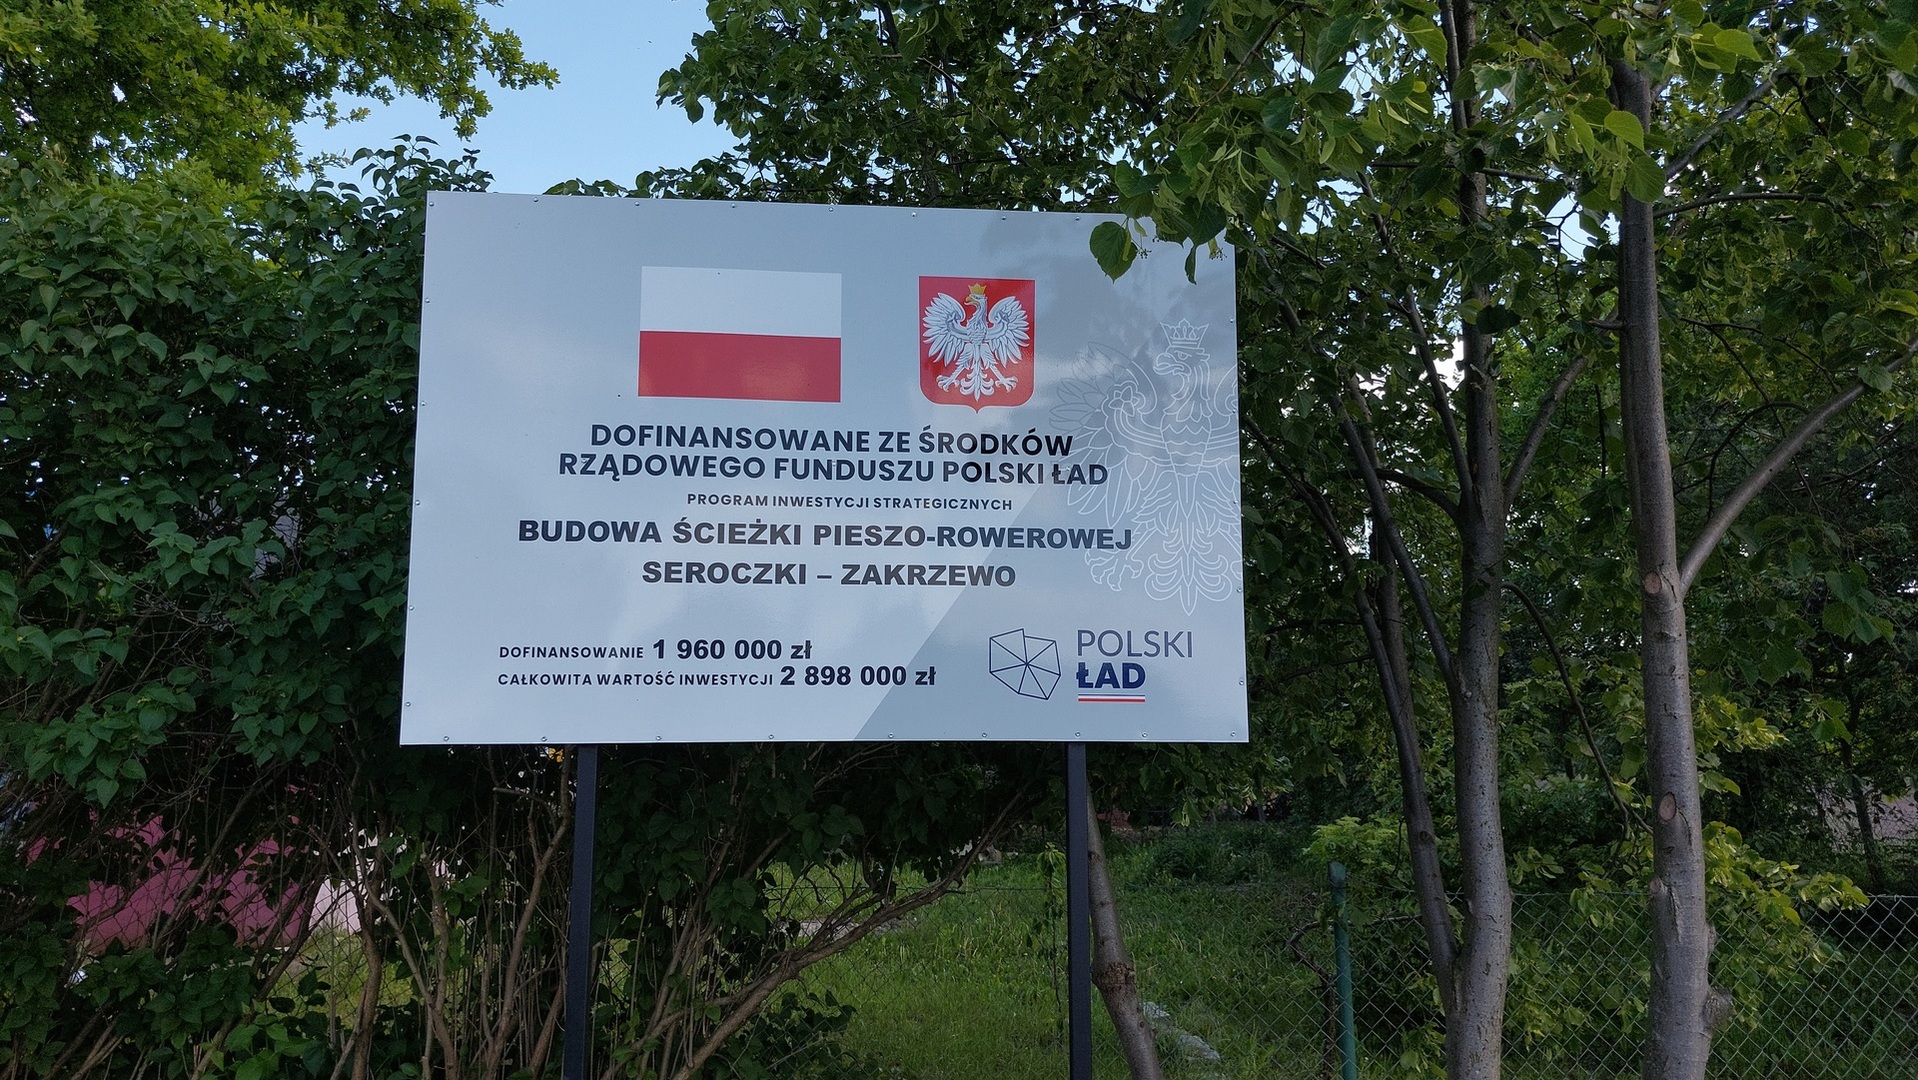 DOFINANSOWANE ZE ŚRODKÓW
RZĄDOWEGO FUNDUSZU POLSKI ŁAD
PROGRAM INWESTYCJI STRATEGICZNYCH
BUDOWA ŚCIEŻKI PIESZO-ROWEROWEJ
SEROCZKI – ZAKRZEWO
DOFINANSOWANIE 1 960 000 zł
CAŁKOWITA WARTOŚĆ INWESTYCJI 2 898 000 zł
POLSKI
ŁAD